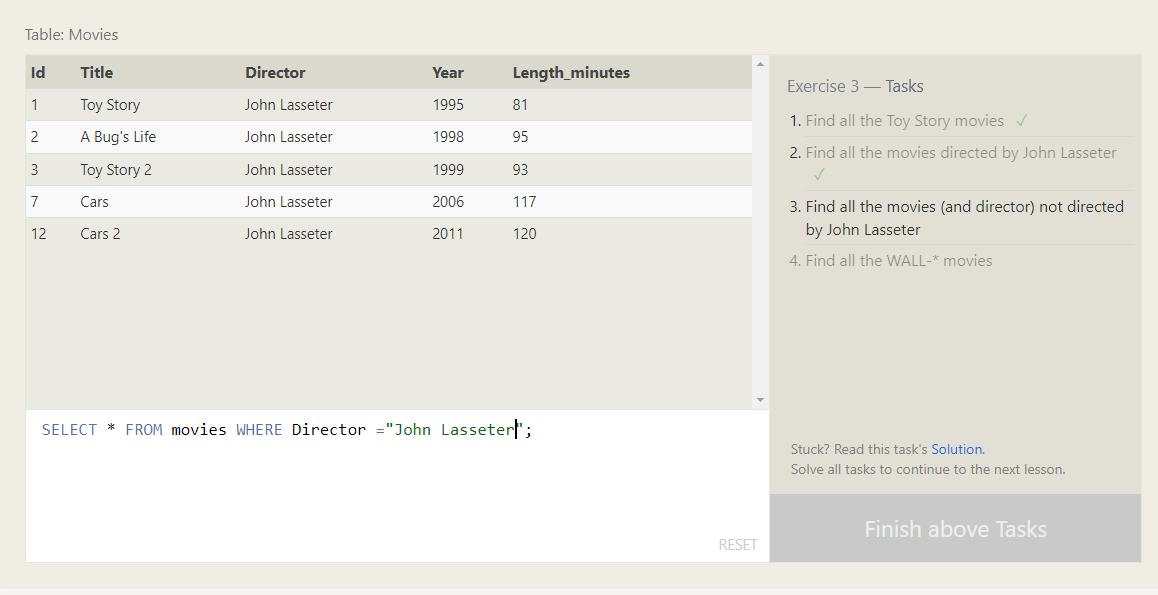 Table: Movies
Id Title Director Year Length_minutes
1 Toy Story John Lasseter 1995 81
2 A Bug's Life John Lasseter 1998 95
3 Toy Story 2 John Lasseter 1999 93
7 Cars John Lasseter 2006 117
12 Cars 2 John Lasseter 2011 120
SELECT * FROM movies WHERE Director ="John Lasseter";
RESET
Exercise 3 — Tasks
1. Find all the Toy Story movies ✓
2. Find all the movies directed by John Lasseter
✓
3. Find all the movies (and director) not directed
by John Lasseter
4. Find all the WALL-* movies
Stuck? Read this task's Solution.
Solve all tasks to continue to the next lesson.
Finish above Tasks